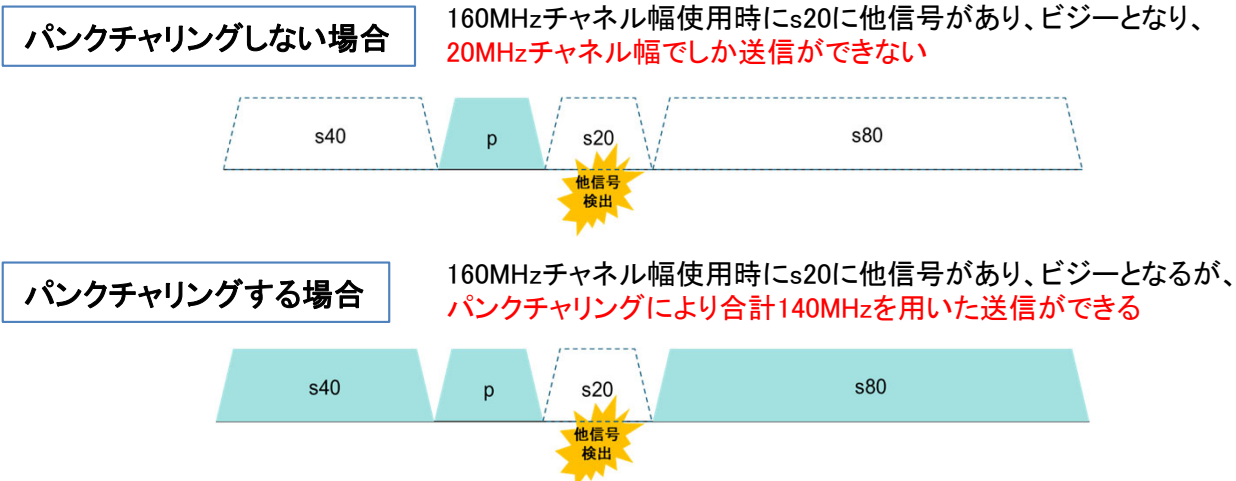 パンクチャリングしない場合
160MHzチャネル幅使用時にs20に他信号があり、ビジーとなり、
20MHzチャネル幅でしか送信ができない
s40
p
s20
s80
他信号
検出
パンクチャリングする場合
160MHzチャネル幅使用時にs20に他信号があり、ビジーとなるが、
パンクチャリングにより合計140MHzを用いた送信ができる
s40
p
s20
s80
他信号
検出